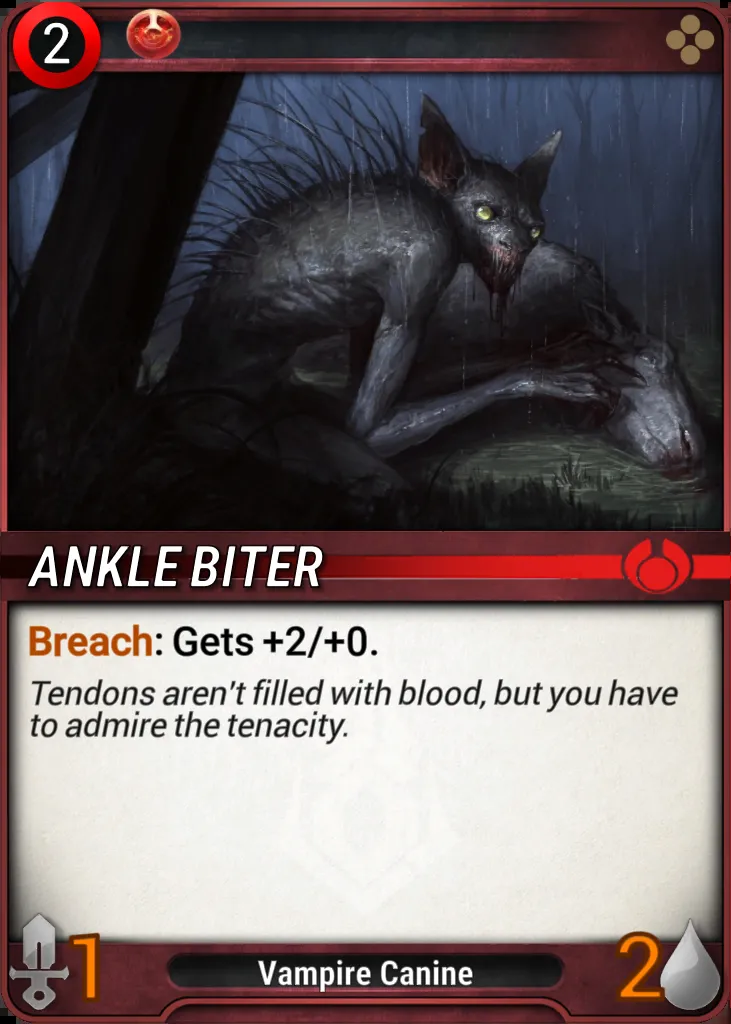 2
ANKLE BITER
Breach: Gets +2/+0.
Tendons aren't filled with blood, but you have
to admire the tenacity.
1
Vampire Canine
2